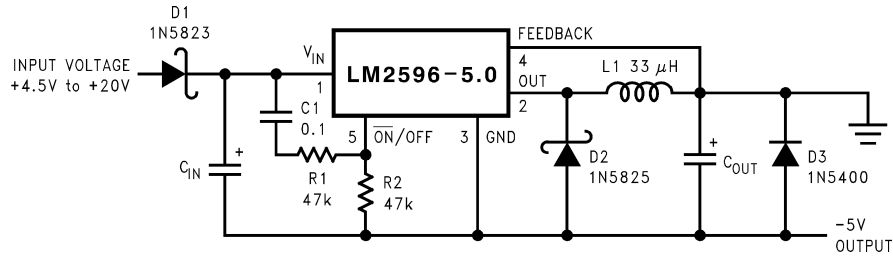 D1
1N5823
INPUT VOLTAGE
+4.5V to +20V
V_IN
1
LM2596-5.0
FEEDBACK
4
OUT
2
L1 33 μH
C1
0.1
5
ON/OFF
3
GND
C_IN
+
R1
47k
R2
47k
D2
1N5825
+
C_OUT
D3
1N5400
-5V
OUTPUT